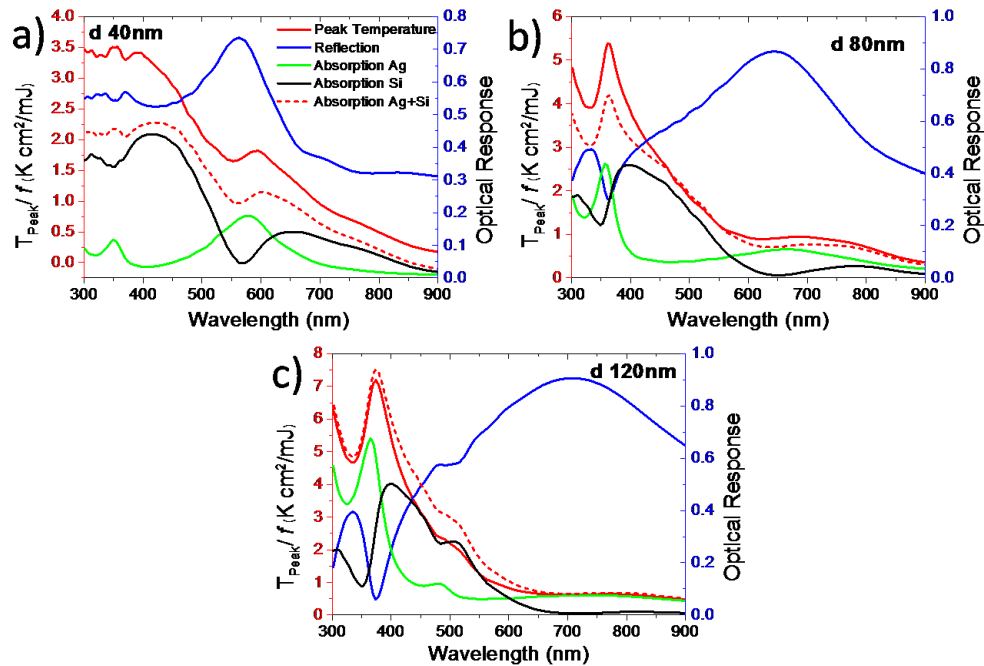 a)
d 40nm
Peak Temperature
Reflection
Absorption Ag
Absorption Si
Absorption Ag+Si
4.0
3.5
3.0
2.5
2.0
1.5
1.0
0.5
0.0
T_Peak / f (K cm²/mJ)
0.8
0.7
0.6
0.5
0.4
0.3
0.2
0.1
0.0
Optical Response
300 400 500 600 700 800 900
Wavelength (nm)
b)
d 80nm
6
5
4
3
2
1
0
T_Peak / f (K cm²/mJ)
1.0
0.8
0.6
0.4
0.2
0.0
Optical Response
300 400 500 600 700 800 900
Wavelength (nm)
c)
d 120nm
8
7
6
5
4
3
2
1
0
T_Peak / f (K cm²/mJ)
1.0
0.8
0.6
0.4
0.2
0.0
Optical Response
300 400 500 600 700 800 900
Wavelength (nm)